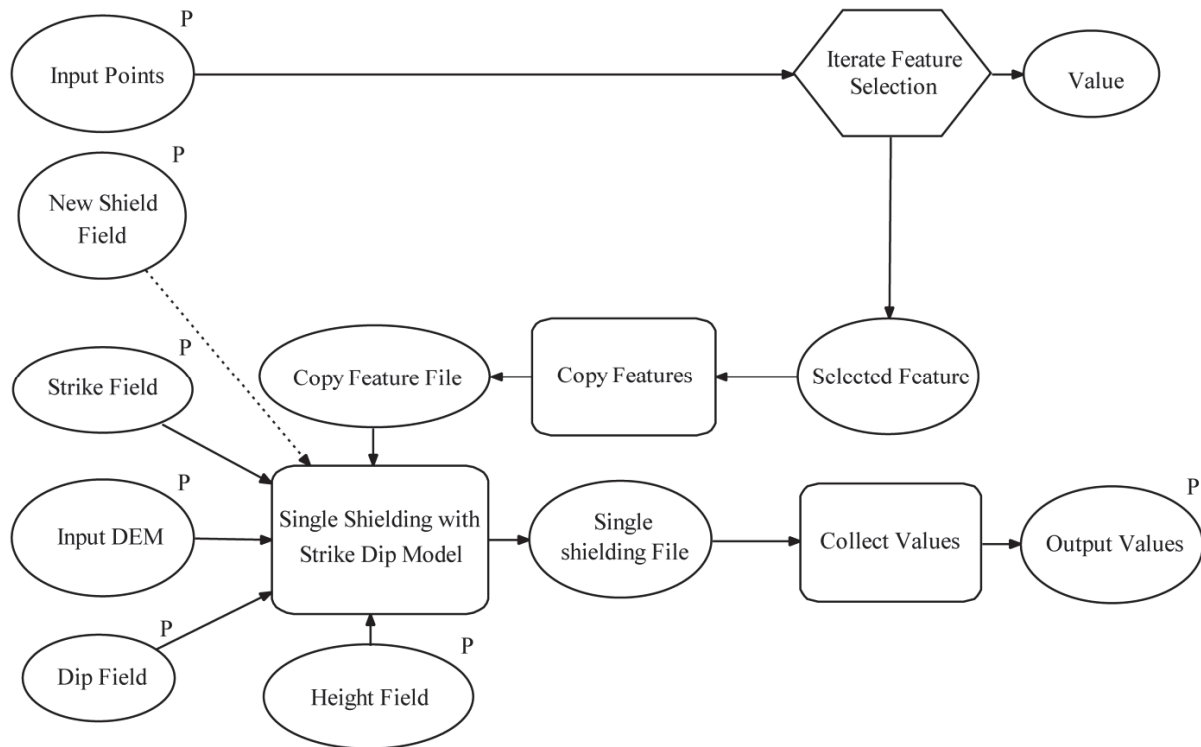 P
Input Points
Iterate Feature
Selection
Value
P
New Shield
Field
P
Strike Field
Copy Feature File
Copy Features
Selected Feature
P
Input DEM
Single Shielding with
Strike Dip Model
Single
shielding File
Collect Values
P
Output Values
P
Dip Field
P
Height Field